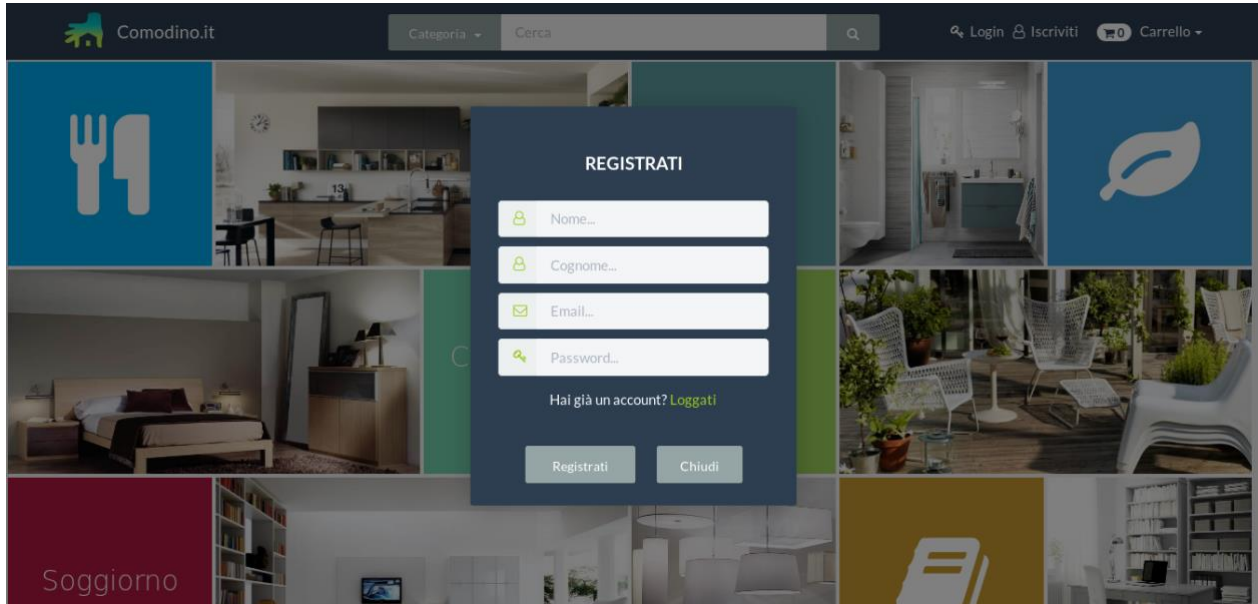 Comodino.it
Categoria
Cerca
Login
Iscriviti
0
Carrello
REGISTRATI
Nome...
Cognome...
Email...
Password...
Hai già un account? Loggati
Registrati
Chiudi
13
C
Soggiorno